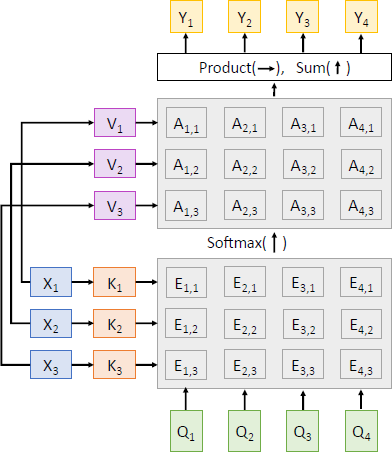 Y1 Y2 Y3 Y4
Product(→), Sum(↑)
V1 A1,1 A2,1 A3,1 A4,1
V2 A1,2 A2,2 A3,2 A4,2
V3 A1,3 A2,3 A3,3 A4,3
Softmax(↑)
X1 K1 E1,1 E2,1 E3,1 E4,1
X2 K2 E1,2 E2,2 E3,2 E4,2
X3 K3 E1,3 E2,3 E3,3 E4,3
Q1 Q2 Q3 Q4